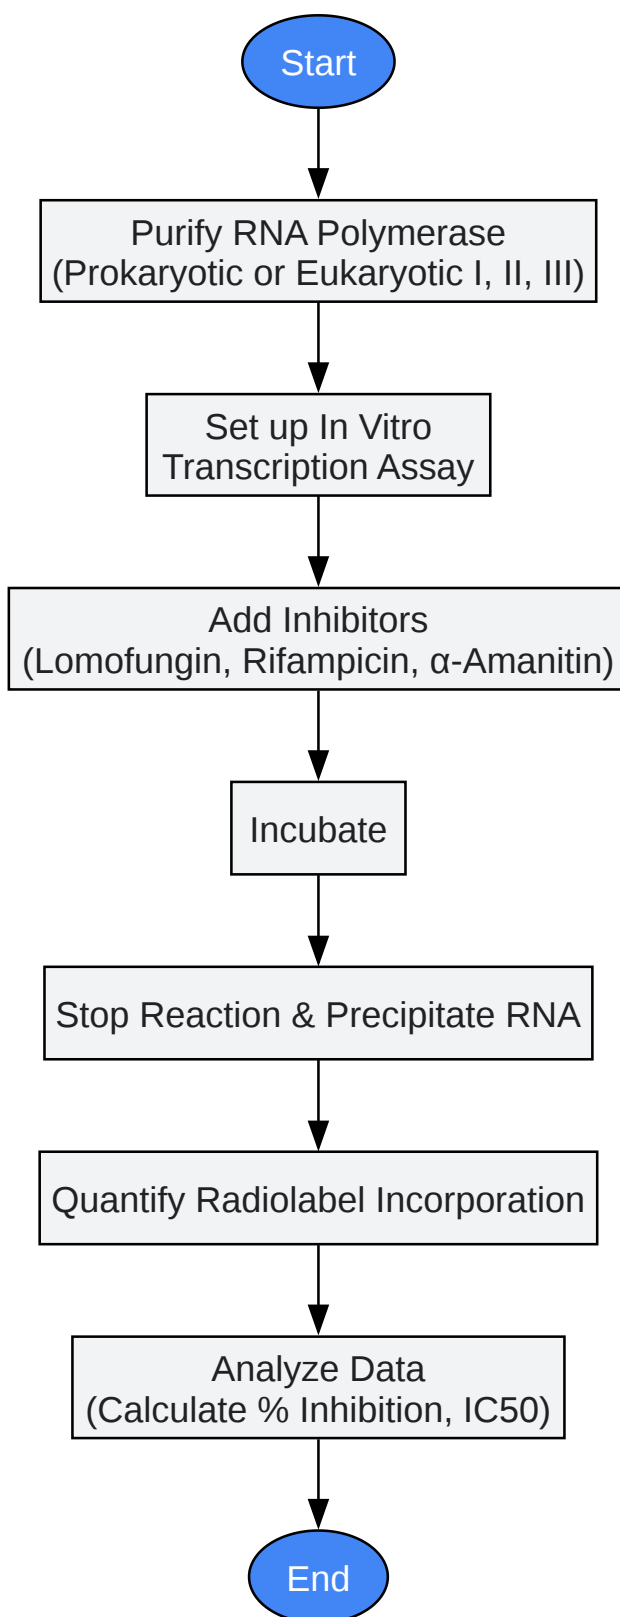 Start
Purify RNA Polymerase
(Prokaryotic or Eukaryotic I, II, III)
Set up In Vitro
Transcription Assay
Add Inhibitors
(Lomofungin, Rifampicin, α-Amanitin)
Incubate
Stop Reaction & Precipitate RNA
Quantify Radiolabel Incorporation
Analyze Data
(Calculate % Inhibition, IC50)
End